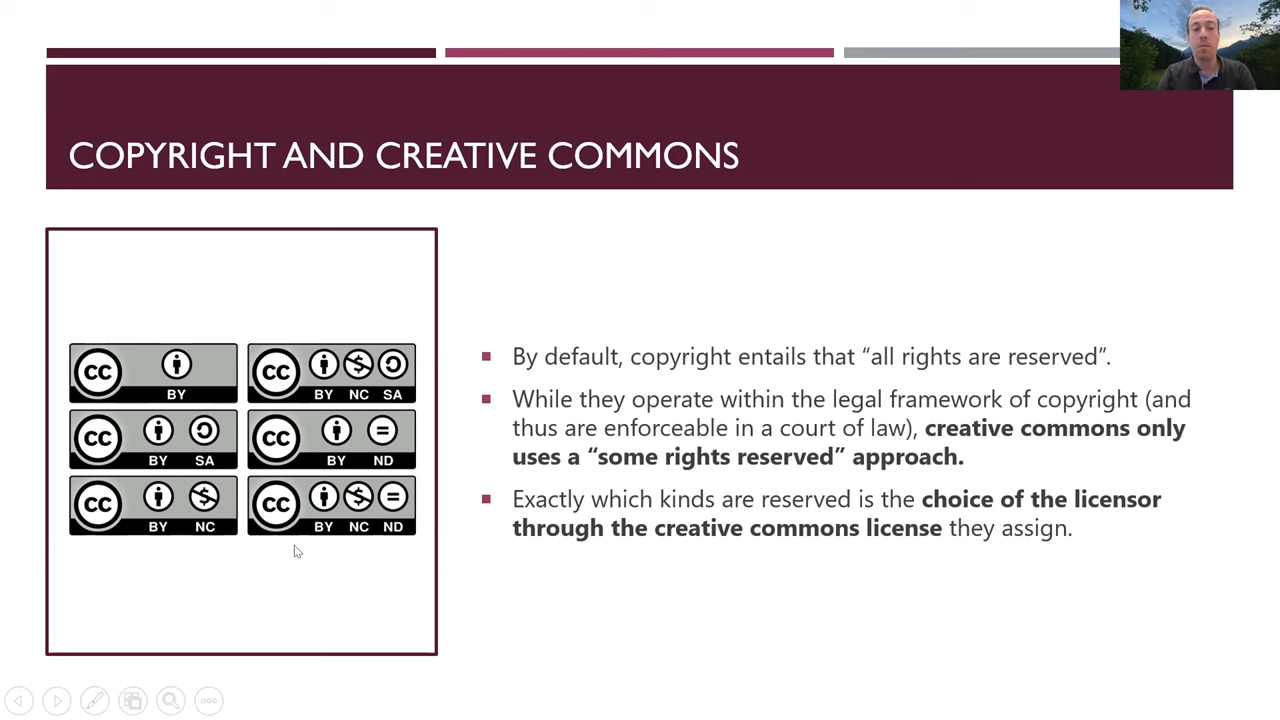 COPYRIGHT AND CREATIVE COMMONS
CC BY
CC BY NC SA
CC BY SA
CC BY ND
CC BY NC
CC BY NC ND
By default, copyright entails that “all rights are reserved”.
While they operate within the legal framework of copyright (and
thus are enforceable in a court of law), creative commons only
uses a “some rights reserved” approach.
Exactly which kinds are reserved is the choice of the licensor
through the creative commons license they assign.